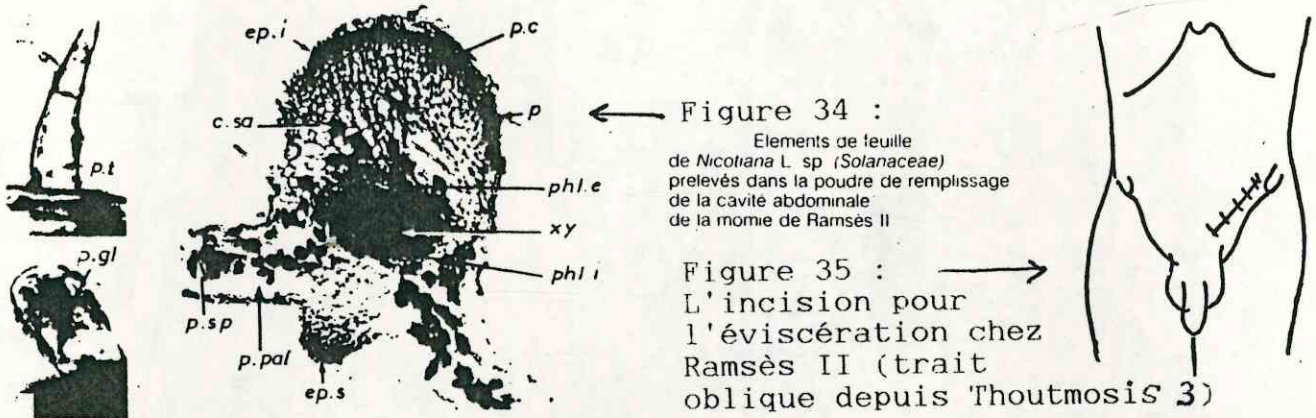 ep.i
p.c
p.t
c.sa
p
phl.e
xy
phl i
p.gl
p.sp
p.pal
ep.s
Figure 34 :
Elements de feuille
de Nicotiana L sp (Solanaceae)
prelevés dans la poudre de remplissage
de la cavité abdominale
de la momie de Ramsès II
Figure 35 :
L'incision pour
l'éviscération chez
Ramsès II (trait
oblique depuis Thoutmosis 3)